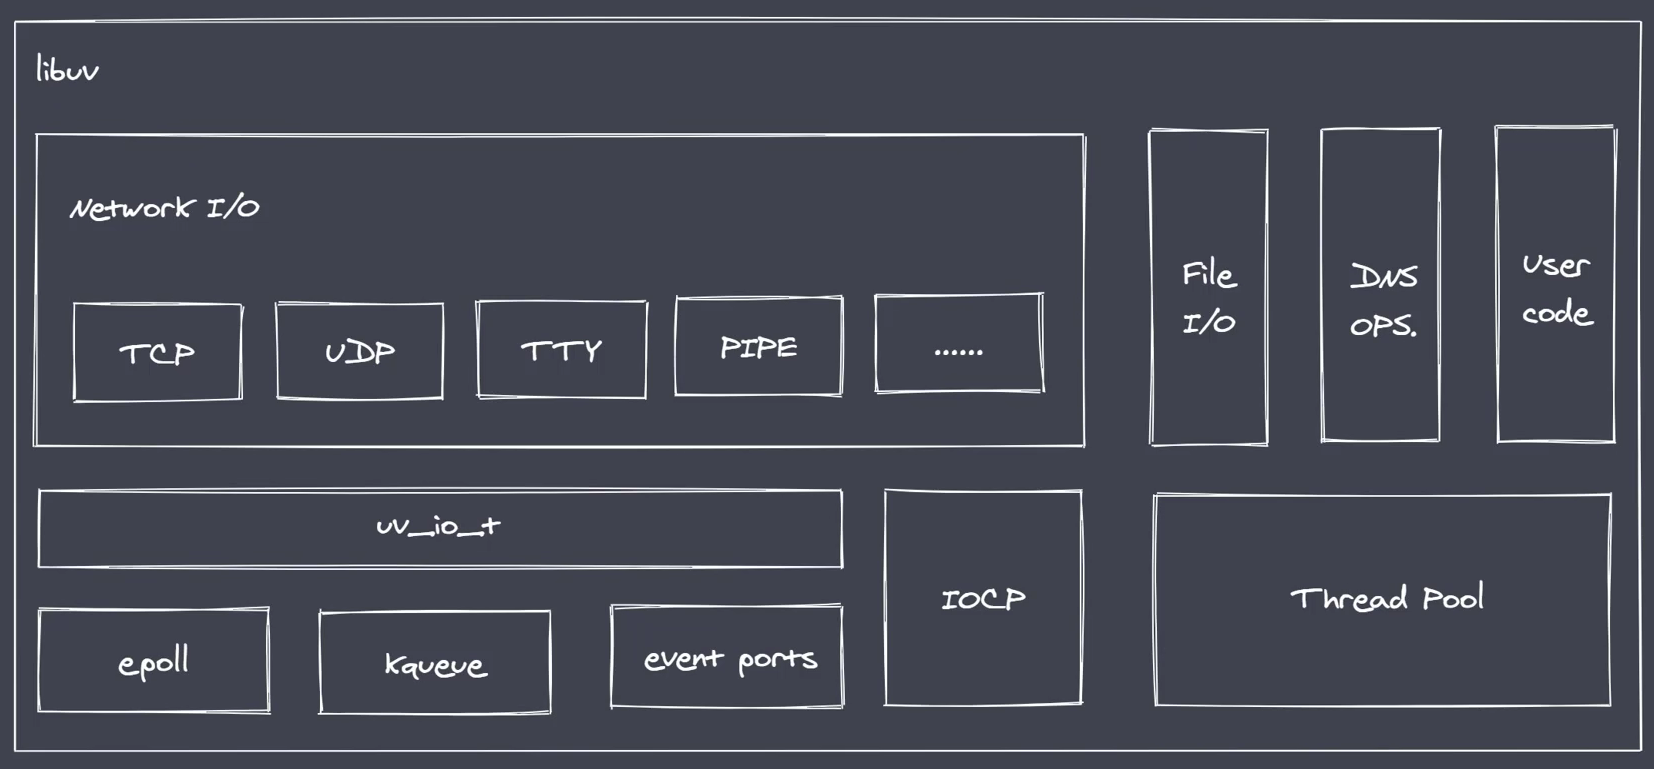 libuv
Network I/O
TCP
UDP
TTY
PIPE
......
File
I/O
DNS
OPS.
User
code
uv_io_t
epoll
kqueue
event ports
IOCP
Thread Pool